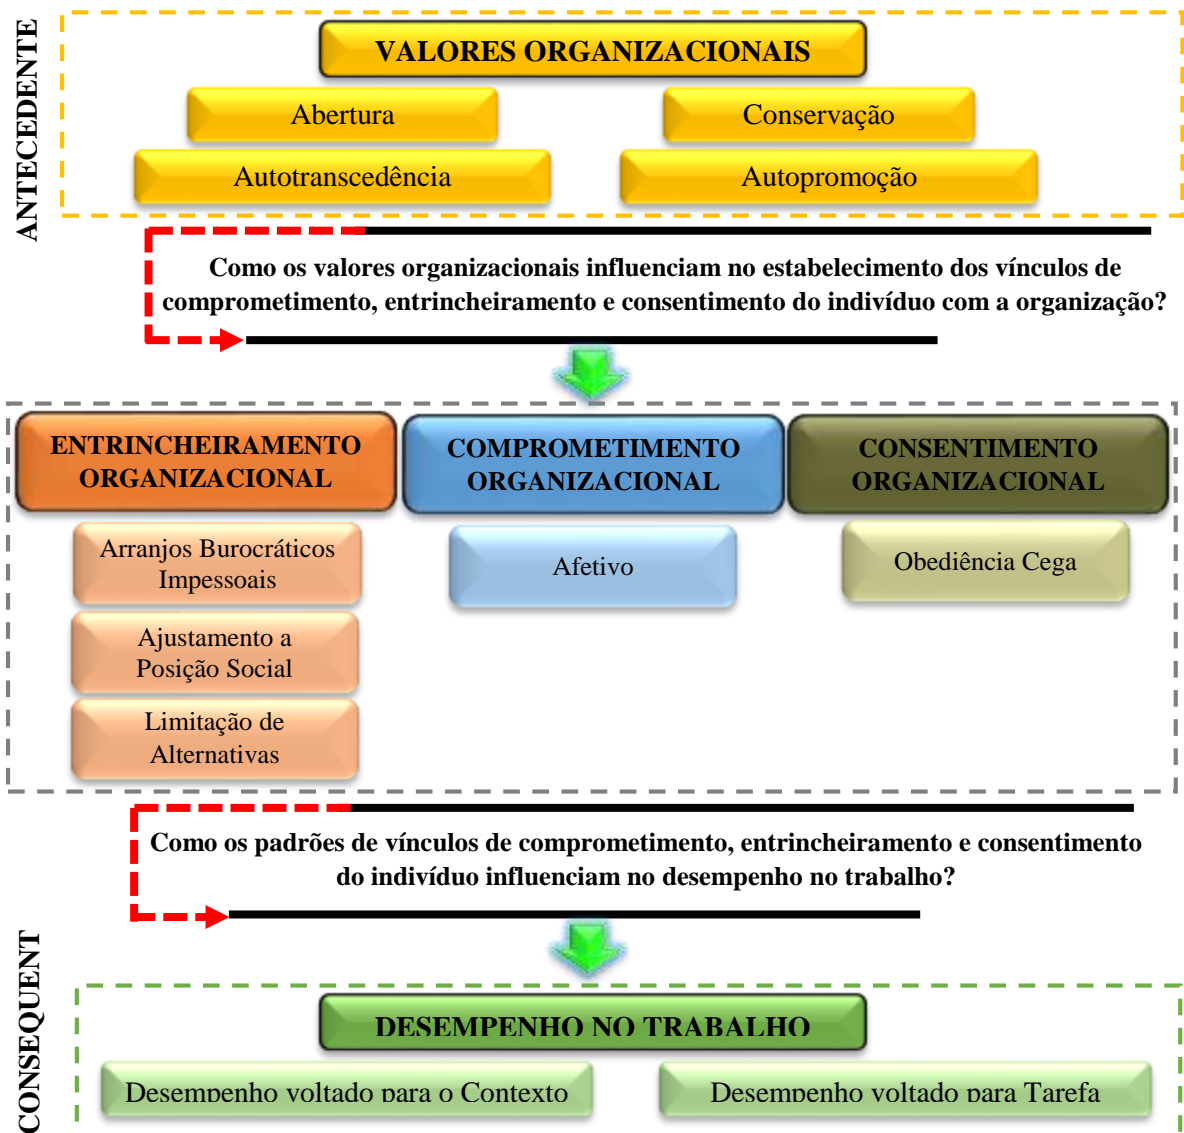 ANTECEDENTE
VALORES ORGANIZACIONAIS
Abertura
Conservação
Autotranscedência
Autopromoção
Como os valores organizacionais influenciam no estabelecimento dos vínculos de
comprometimento, entrincheiramento e consentimento do indivíduo com a organização?
ENTRINCHEIRAMENTO
ORGANIZACIONAL
Arranjos Burocráticos
Impessoais
Ajustamento a
Posição Social
Limitação de
Alternativas
COMPROMETIMENTO
ORGANIZACIONAL
Afetivo
CONSENTIMENTO
ORGANIZACIONAL
Obediência Cega
Como os padrões de vínculos de comprometimento, entrincheiramento e consentimento
do indivíduo influenciam no desempenho no trabalho?
CONSEQUENT
DESEMPENHO NO TRABALHO
Desempenho voltado para o Contexto
Desempenho voltado para Tarefa